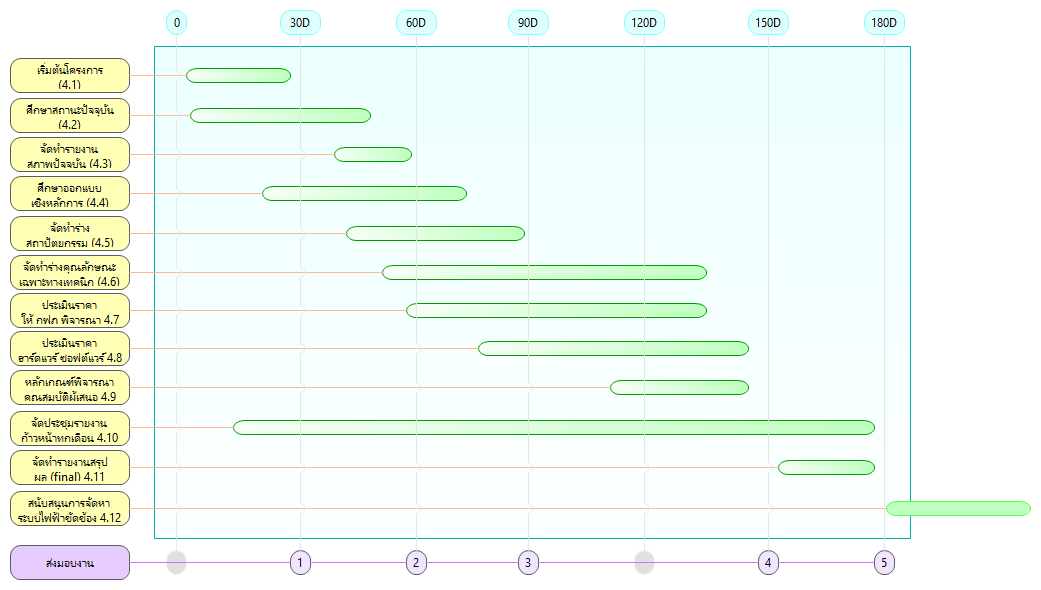 0 30D 60D 90D 120D 150D 180D
เริ่มต้นโครงการ
(4.1)
ศึกษาสถานะปัจจุบัน
(4.2)
จัดทำรายงาน
สภาพปัจจุบัน (4.3)
ศึกษาออกแบบ
เชิงหลักการ (4.4)
จัดทำร่าง
สถาปัตยกรรม (4.5)
จัดทำร่างคุณลักษณะ
เฉพาะทางเทคนิก (4.6)
ประเมินราคา
ให้ กฟภ พิจารณา 4.7
ประเมินราคา
ฮาร์ดแวร์ ซอฟต์แวร์ 4.8
หลักเกณฑ์พิจารณา
คุณสมบัติผู้เสนอ 4.9
จัดประชุมรายงาน
ก้าวหน้าทุกเดือน 4.10
จัดทำรายงานสรุป
ผล (final) 4.11
สนับสนุนการจัดหา
ระบบไฟฟ้าขัดข้อง 4.12
ส่งมอบงาน 1 2 3 4 5